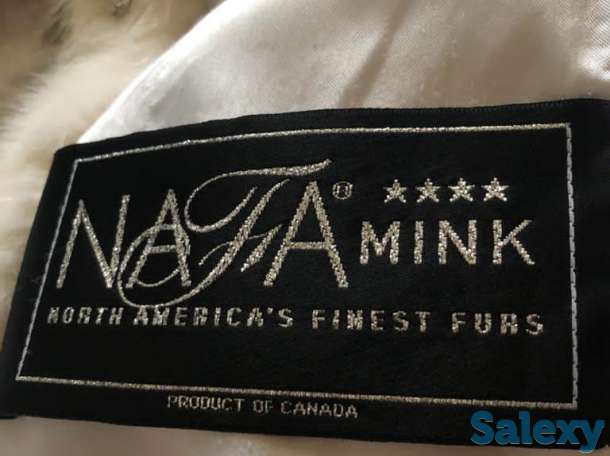 NAFA® ★★★★ MINK
NORTH AMERICA'S FINEST FURS
PRODUCT OF CANADA
Salexy